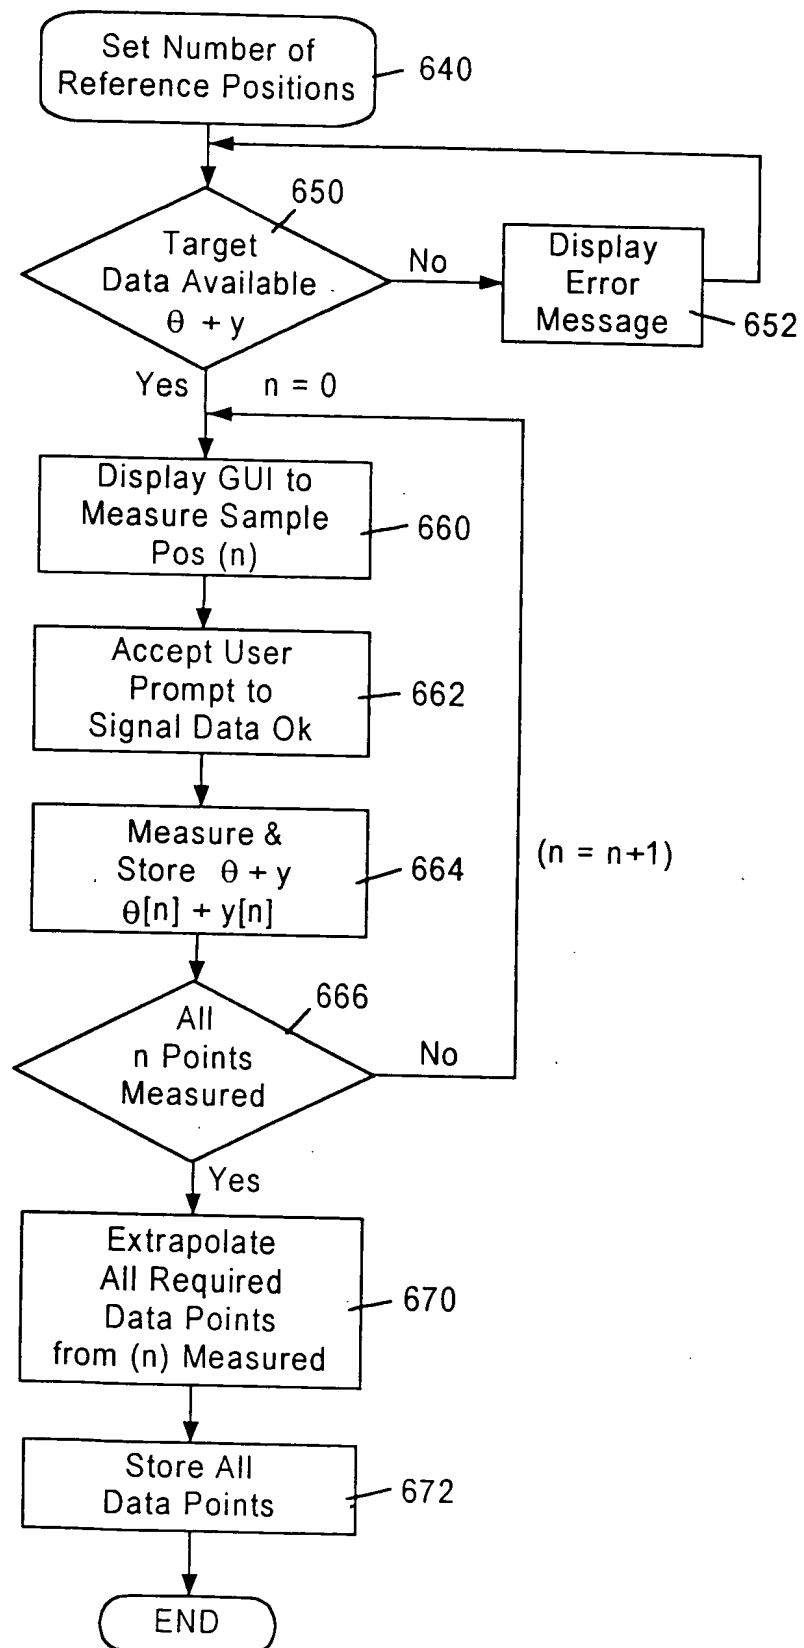 Set Number of
Reference Positions
640
650
Target
Data Available
θ + y
No
Display
Error
Message
652
Yes
n = 0
Display GUI to
Measure Sample
Pos (n)
660
Accept User
Prompt to
Signal Data Ok
662
Measure &
Store θ + y
θ[n] + y[n]
664
(n = n+1)
666
All
n Points
Measured
No
Yes
Extrapolate
All Required
Data Points
from (n) Measured
670
Store All
Data Points
672
END